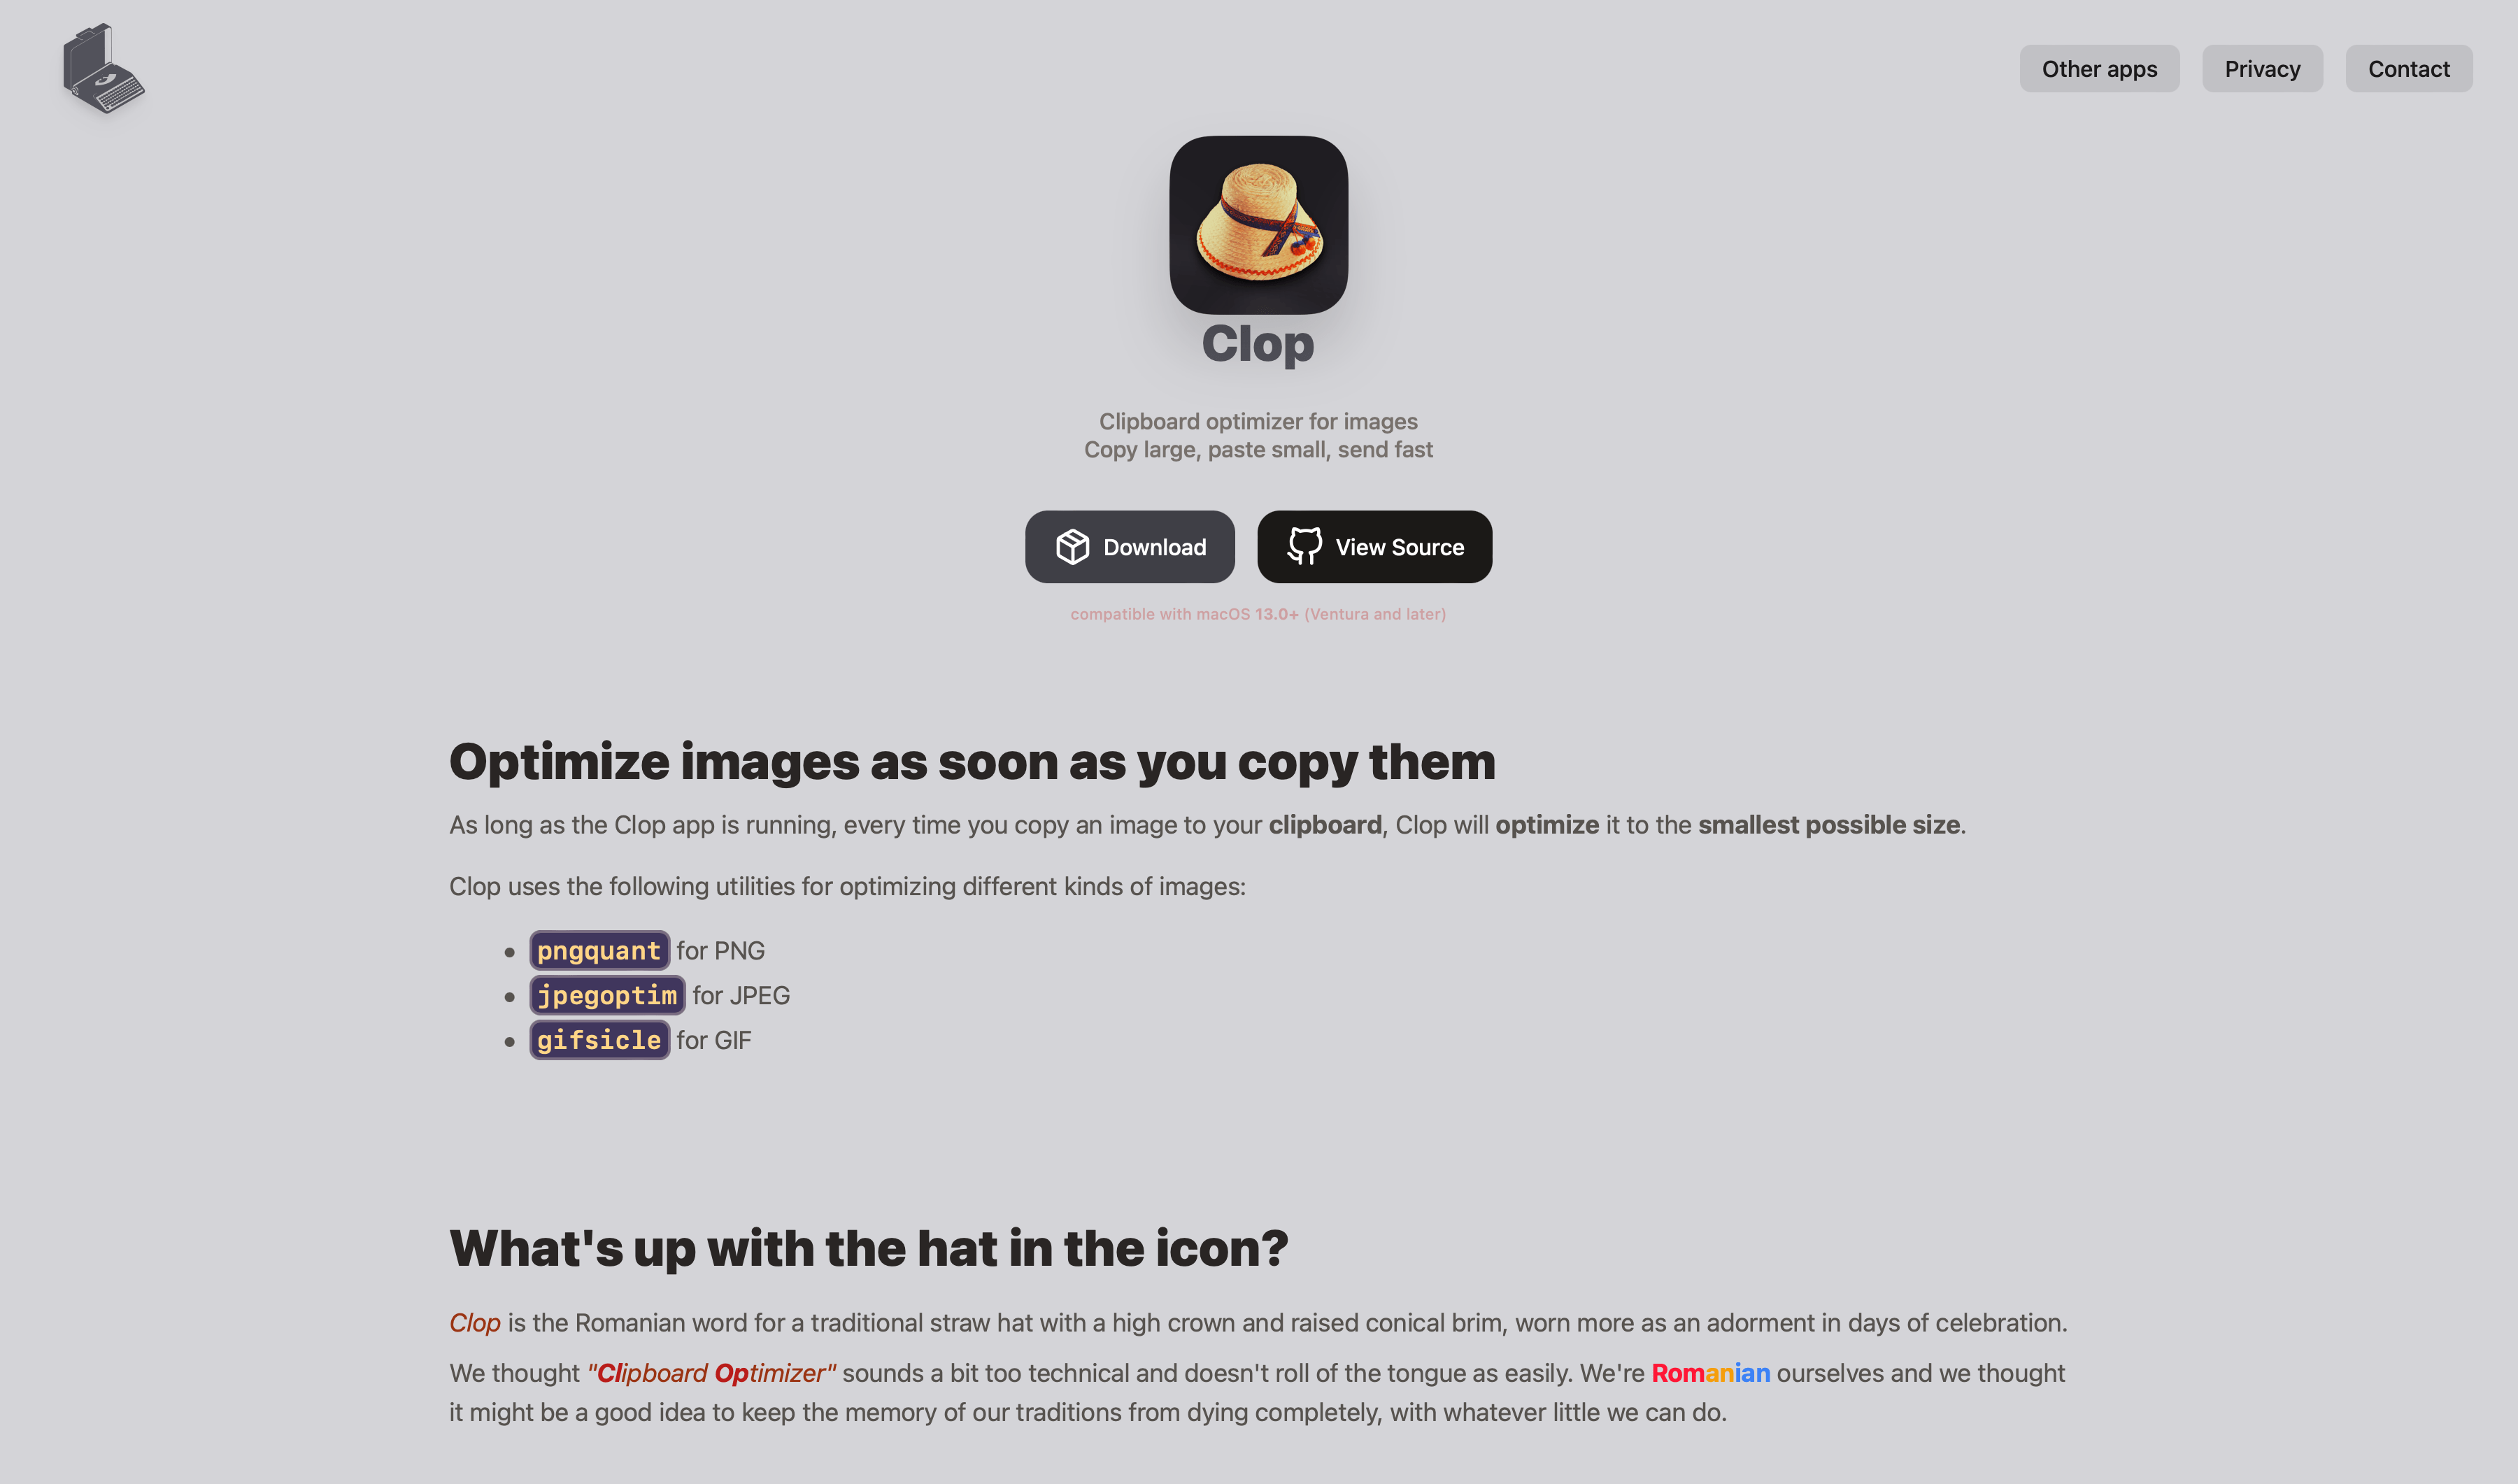 Other apps
Privacy
Contact
Clop
Clipboard optimizer for images
Copy large, paste small, send fast
Download
View Source
compatible with macOS 13.0+ (Ventura and later)
Optimize images as soon as you copy them
As long as the Clop app is running, every time you copy an image to your clipboard, Clop will optimize it to the smallest possible size.
Clop uses the following utilities for optimizing different kinds of images:
• pngquant for PNG
• jpegoptim for JPEG
• gifsicle for GIF
What's up with the hat in the icon?
Clop is the Romanian word for a traditional straw hat with a high crown and raised conical brim, worn more as an adorment in days of celebration.
We thought "Clipboard Optimizer" sounds a bit too technical and doesn't roll of the tongue as easily. We're Romanian ourselves and we thought
it might be a good idea to keep the memory of our traditions from dying completely, with whatever little we can do.